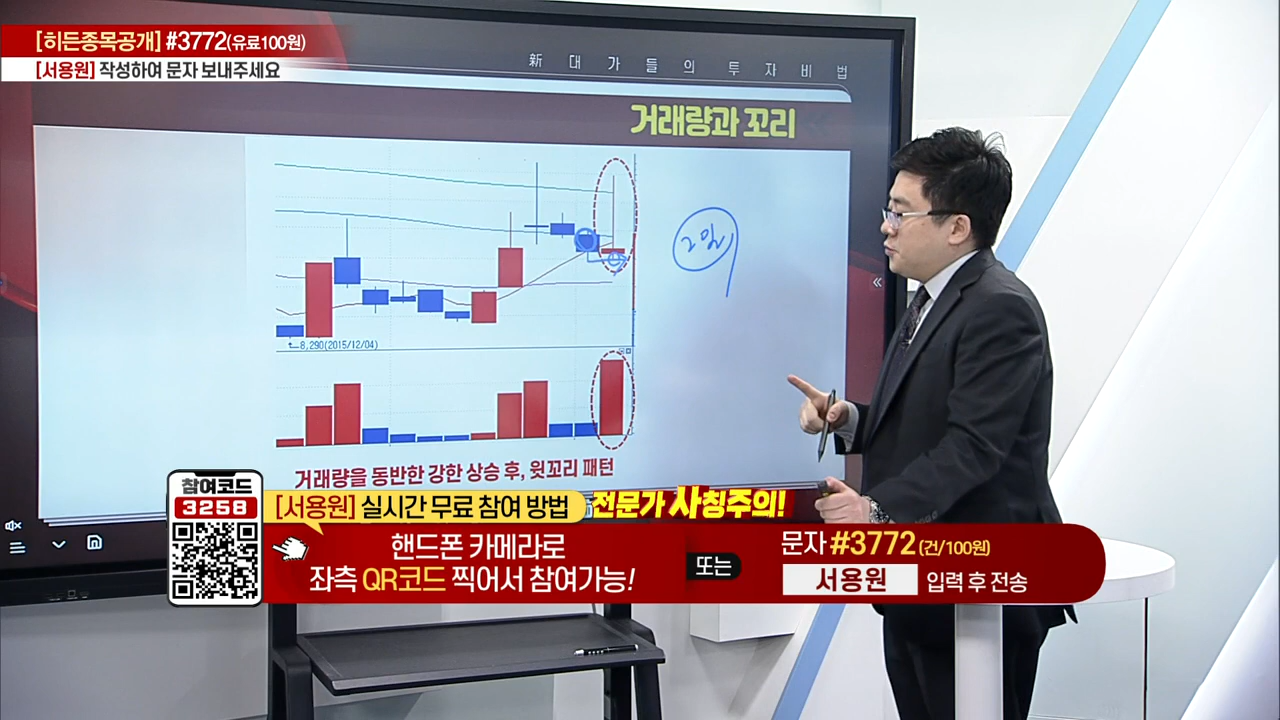 [히든종목공개] #3772(유료100원)
[서용원] 작성하여 문자 보내주세요
新 대 가 들 의 투 자 비 법
거래량과 꼬리
2일
8,290(2015/12/04)
거래량을 동반한 강한 상승 후, 윗꼬리 패턴
참여코드
3258
[서용원] 실시간 무료 참여 방법
전문가 사칭주의!
핸드폰 카메라로
좌측 QR코드 찍어서 참여가능!
또는
문자 #3772 (건/100원)
서용원 입력 후 전송